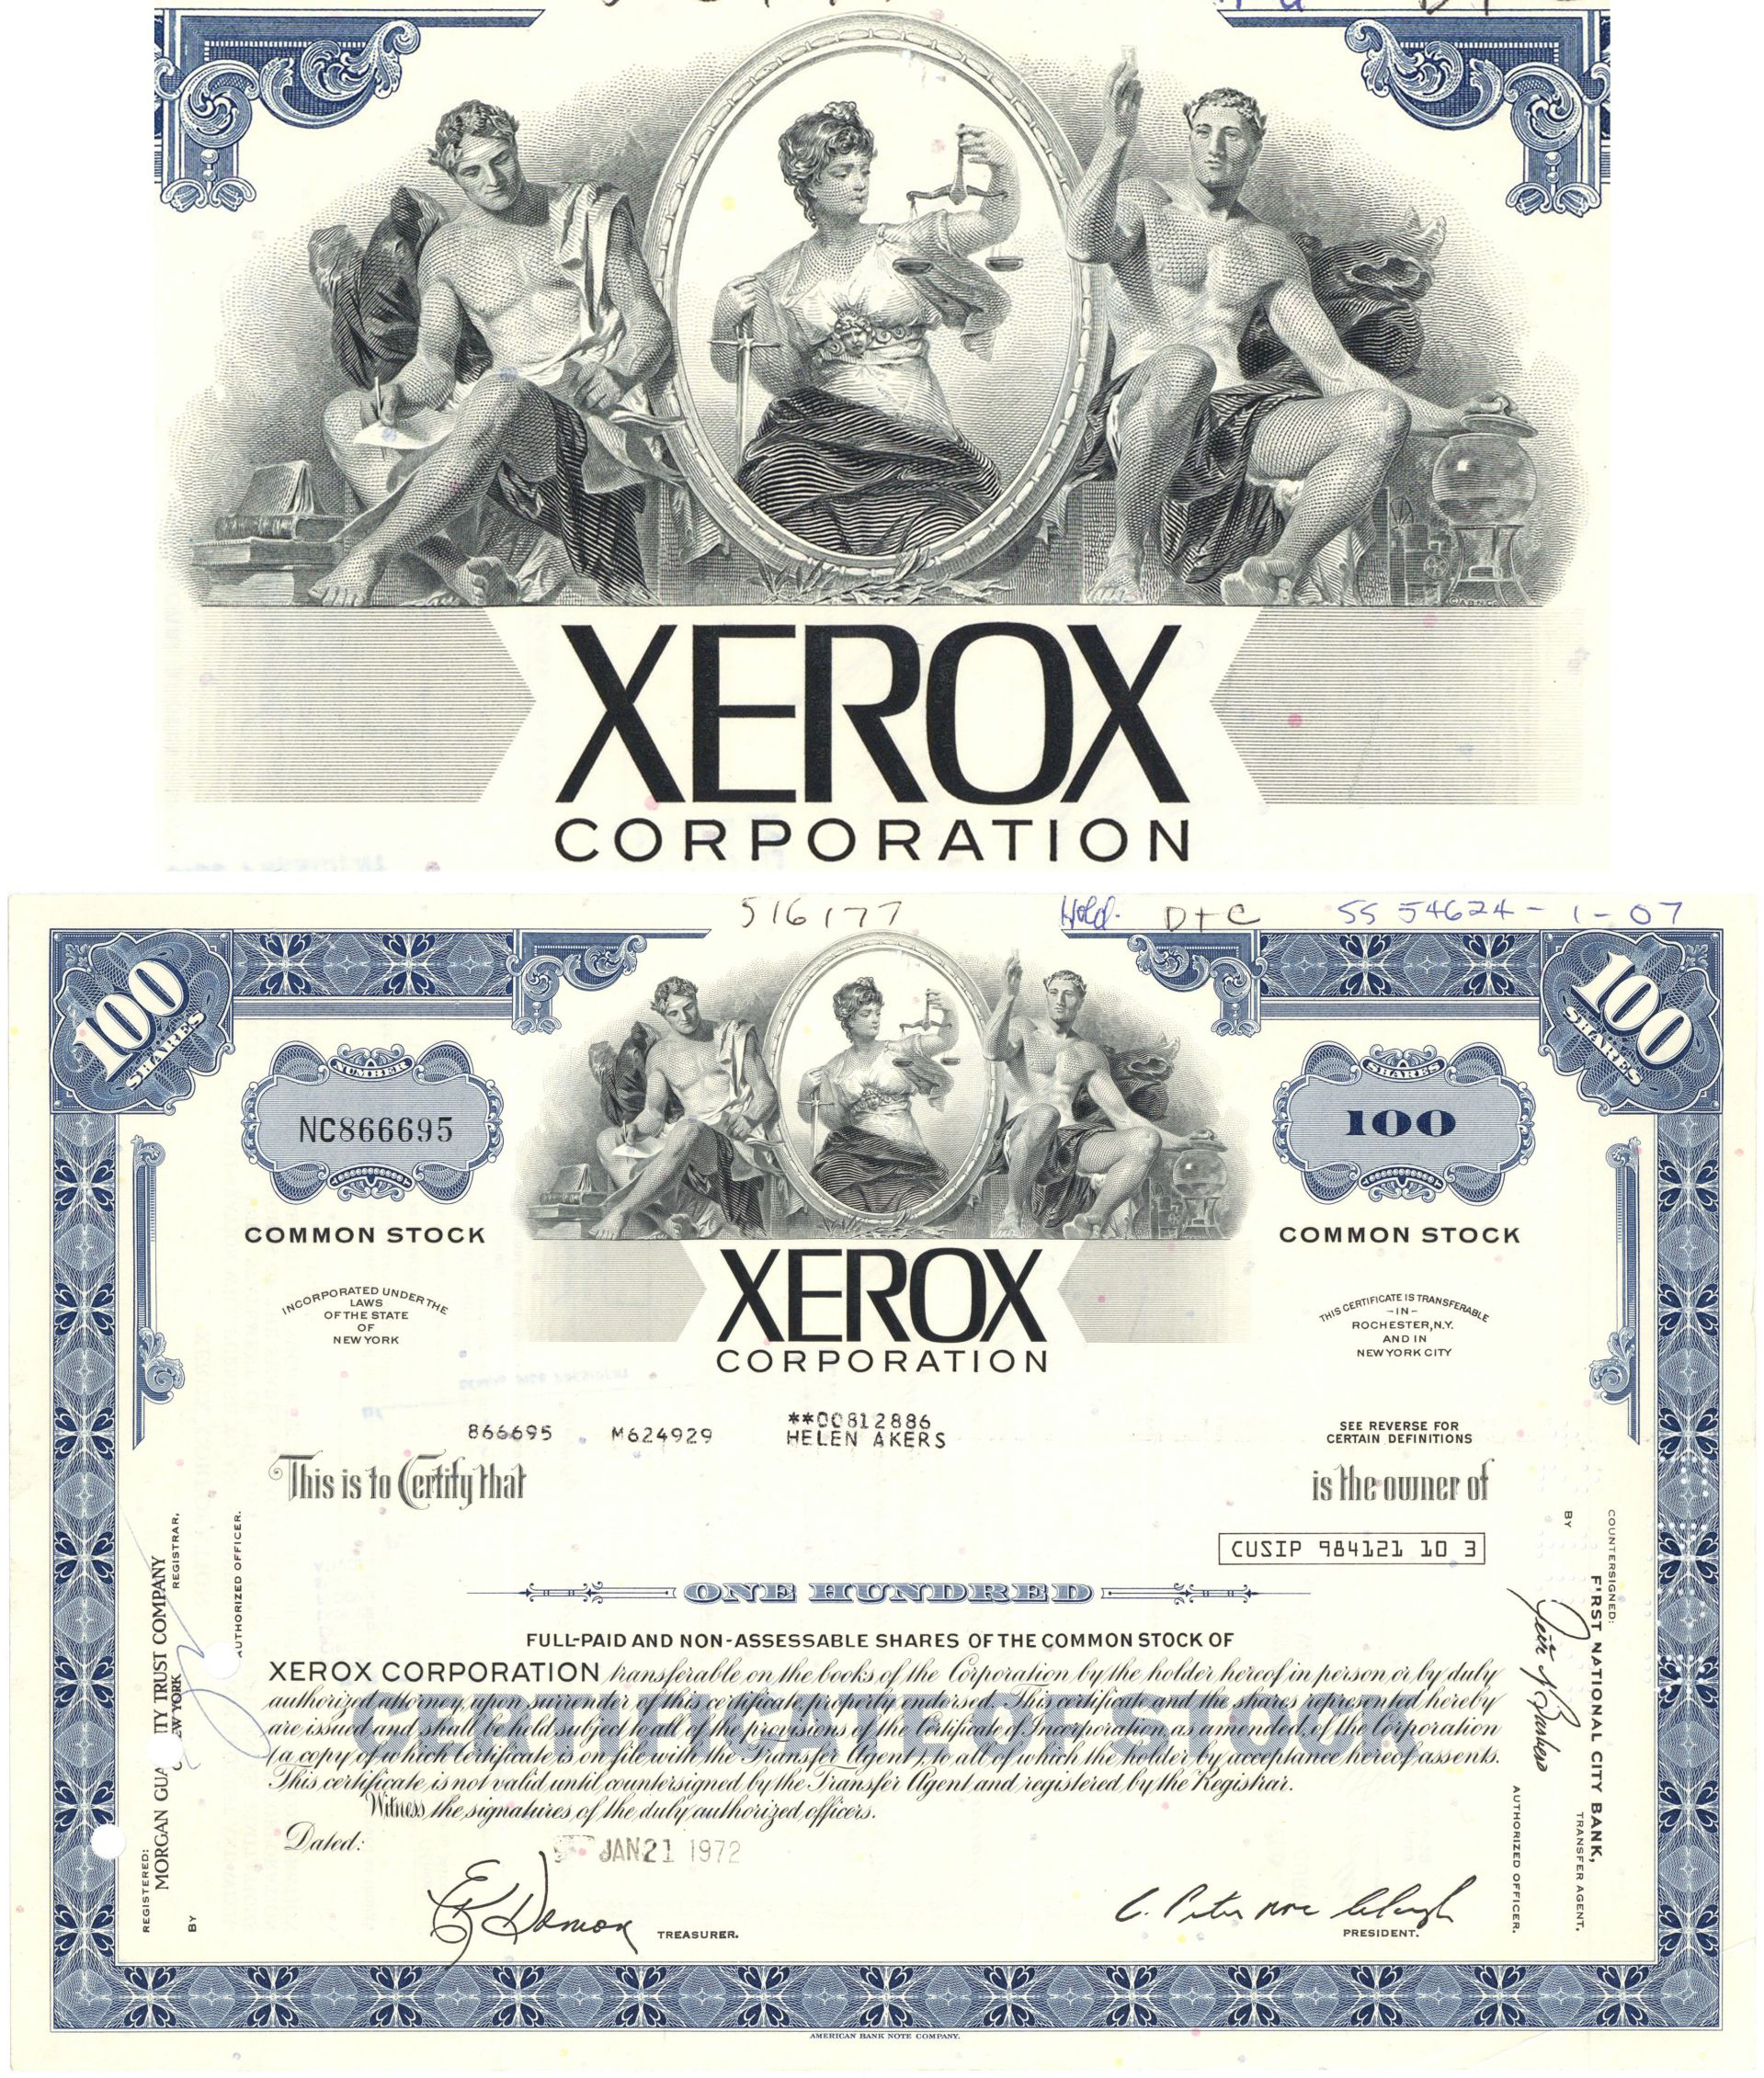 XEROX
CORPORATION
516177 Hold. DTC SS 54624-1-07
100
SHARES
100
SHARES
NUMBER
NC866695
SHARES
100
COMMON STOCK
COMMON STOCK
INCORPORATED UNDER THE
LAWS
OF THE STATE
OF
NEW YORK
XEROX
CORPORATION
THIS CERTIFICATE IS TRANSFERABLE
-IN-
ROCHESTER, N.Y.
AND IN
NEW YORK CITY
866695 M624929 **00812886
HELEN AKERS
SEE REVERSE FOR
CERTAIN DEFINITIONS
This is to Certify that
is the owner of
CUSIP 984121 10 3
ONE HUNDRED
FULL-PAID AND NON-ASSESSABLE SHARES OF THE COMMON STOCK OF
XEROX CORPORATION transferable on the books of the Corporation by the holder hereof in person or by duly
authorized attorney, upon surrender of this certificate properly endorsed. This certificate and the shares represented hereby
are issued and shall be held subject to all of the provisions of the Certificate of Incorporation, as amended, of the Corporation
(a copy of which Certificate is on file with the Transfer Agent), to all of which the holder by acceptance hereof assents.
This certificate is not valid until countersigned by the Transfer Agent and registered by the Registrar.
Witness the signatures of the duly authorized officers.
CERTIFICATE OF STOCK
Dated:
JAN 21 1972
TREASURER.
C. Peter McColough
PRESIDENT.
REGISTERED:
MORGAN GUA ITY TRUST COMPANY
EW YORK
REGISTRAR,
BY
AUTHORIZED OFFICER.
COUNTERSIGNED:
FIRST NATIONAL CITY BANK,
TRANSFER AGENT.
BY
AUTHORIZED OFFICER.
AMERICAN BANK NOTE COMPANY.